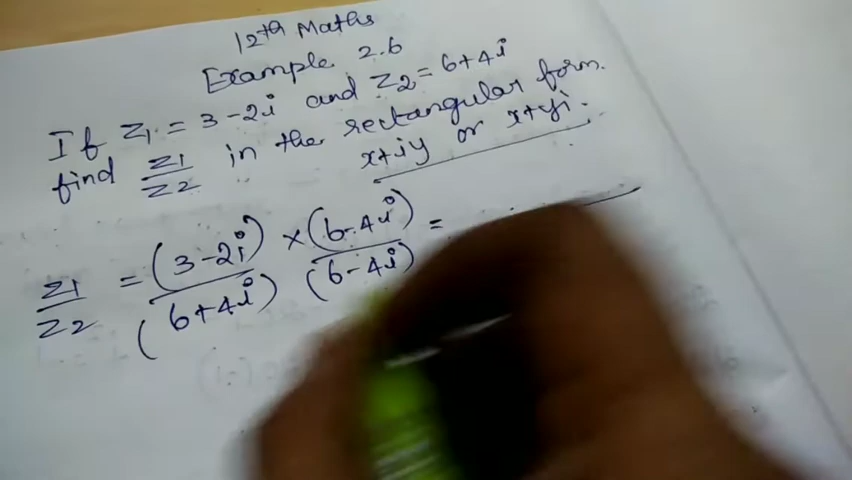 12th Maths
Example 2.6
If z1 = 3-2i and z2 = 6+4i
find z1/z2 in the rectangular form.
x+iy or x+yi.
z1/z2 = (3-2i)/(6+4i) × (6-4i)/(6-4i) =